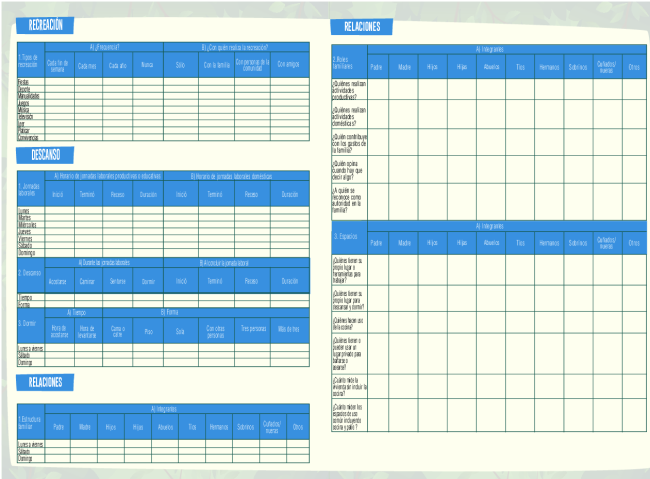 RECREACIÓN
A) ¿Frecuencia? B) ¿Con quién realiza la recreación?
1.Tipos de recreación Cada fin de semana Cada mes Cada año Nunca Sólo Con la familia Con personas de la comunidad Con amigos
Fiestas
Deporte
Manualidades
Juegos
Música
Televisión
Leer
Platicar
Convivencias
DESCANSO
A) Horario de jornadas laborales productivas o educativas B) Horario de jornadas laborales domésticas
1. Jornadas laborales Inició Terminó Receso Duración Inició Terminó Receso Duración
Lunes
Martes
Miércoles
Jueves
Viernes
Sábado
Domingo
A) Durante las jornadas laborales B) Al concluir la jornada laboral
2. Descanso Acostarse Caminar Sentarse Dormir Inició Terminó Receso Duración
Tiempo
Forma
A) Tiempo B) Forma
3. Dormir Hora de acostarse Hora de levantarse Cama o catre Piso Sola Con otras personas Tres personas Más de tres
Lunes a viernes
Sábado
Domingo
RELACIONES
A) Integrantes
1.Estructura familiar Padre Madre Hijos Hijas Abuelos Tíos Hermanos Sobrinos Cuñados/ nueras Otros
Lunes a viernes
Sábado
Domingo
RELACIONES
A) Integrantes
2.Roles familiares Padre Madre Hijos Hijas Abuelos Tíos Hermanos Sobrinos Cuñados/ nueras Otros
¿Quiénes realizan
actividades
productivas?
¿Quiénes realizan
actividades
domésticas?
¿Quién contribuye
con los gastos de
la familia?
¿Quién opina
cuando hay que
decir algo?
¿A quién se
reconoce como
autoridad en la
familia?
A) Integrantes
3. Espacios Padre Madre Hijos Hijas Abuelos Tíos Hermanos Sobrinos Cuñados/ nueras Otros
¿Quiénes tienen su
propio lugar o
herramientas para
trabajar?
¿Quiénes tienen su
propio lugar para
descansar y dormir?
¿Quiénes hacen uso
de la cocina?
¿Quiénes tienen o
pueden usar un
lugar privado para
bañarse o
asearse?
¿Cuánto mide la
vivienda sin incluir la
cocina?
¿Cuánto miden los
espacios de uso
común incluyendo
cocina y patio ?